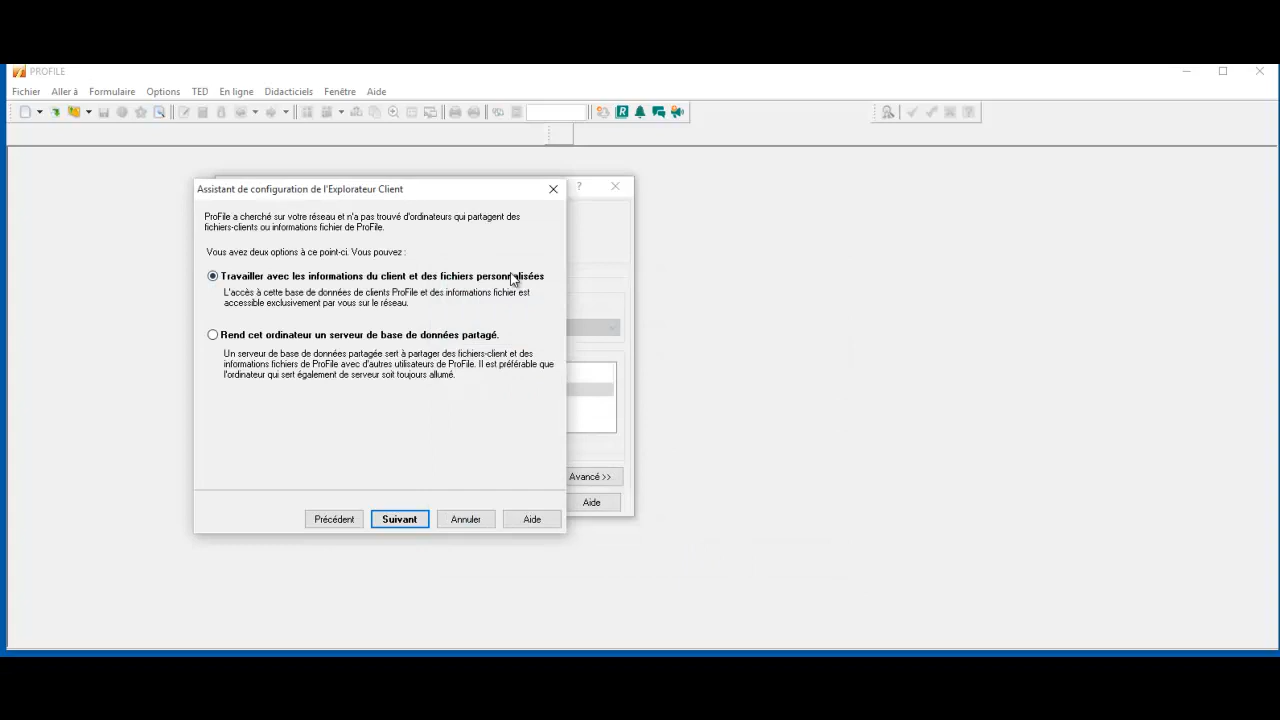 PROFILE
Fichier Aller à Formulaire Options TED En ligne Didacticiels Fenêtre Aide
Assistant de configuration de l'Explorateur Client
ProFile a cherché sur votre réseau et n'a pas trouvé d'ordinateurs qui partagent des
fichiers-clients ou informations fichier de ProFile.
Vous avez deux options à ce point-ci. Vous pouvez :
Travailler avec les informations du client et des fichiers personnalisées
L'accès à cette base de données de clients ProFile et des informations fichier est
accessible exclusivement par vous sur le réseau.
Rend cet ordinateur un serveur de base de données partagé.
Un serveur de base de données partagée sert à partager des fichiers-client et des
informations fichiers de ProFile avec d'autres utilisateurs de ProFile. Il est préférable que
l'ordinateur qui sert également de serveur soit toujours allumé.
Avancé >>
Aide
Précédent Suivant Annuler Aide